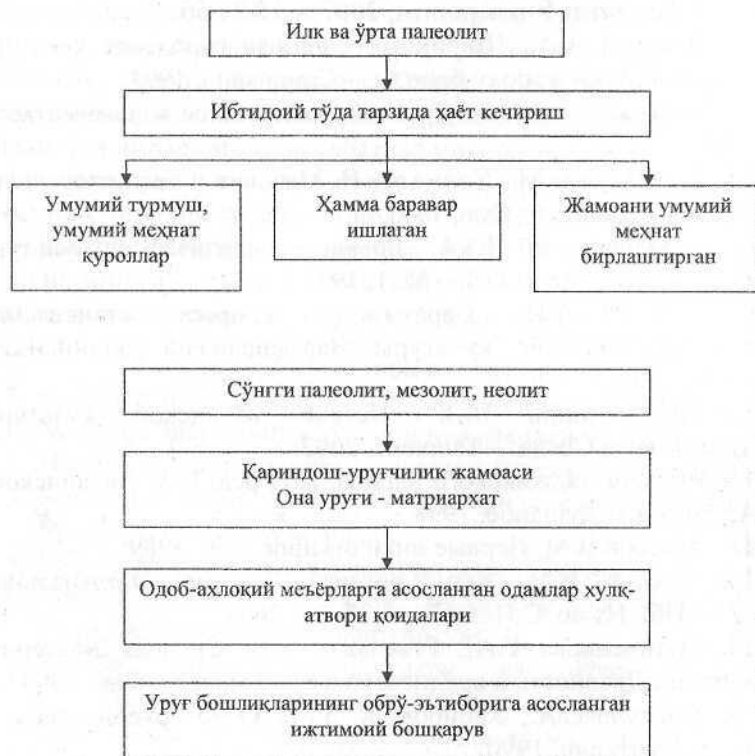 Илк ва ўрта палеолит
Ибтидоий тўда тарзида ҳаёт кечириш
Умумий турмуш,
умумий меҳнат
қуроллар
Ҳамма баравар
ишлаган
Жамоани умумий
меҳнат
бирлаштирган
Сўнгги палеолит, мезолит, неолит
Қариндош-уруғчилик жамоаси
Она уруғи - матриархат
Одоб-аҳлоқий меъёрларга асосланган одамлар хулқ-
атвори қоидалари
Уруғ бошлиқларининг обрў-эътиборига асосланган
ижтимоий бошқарув